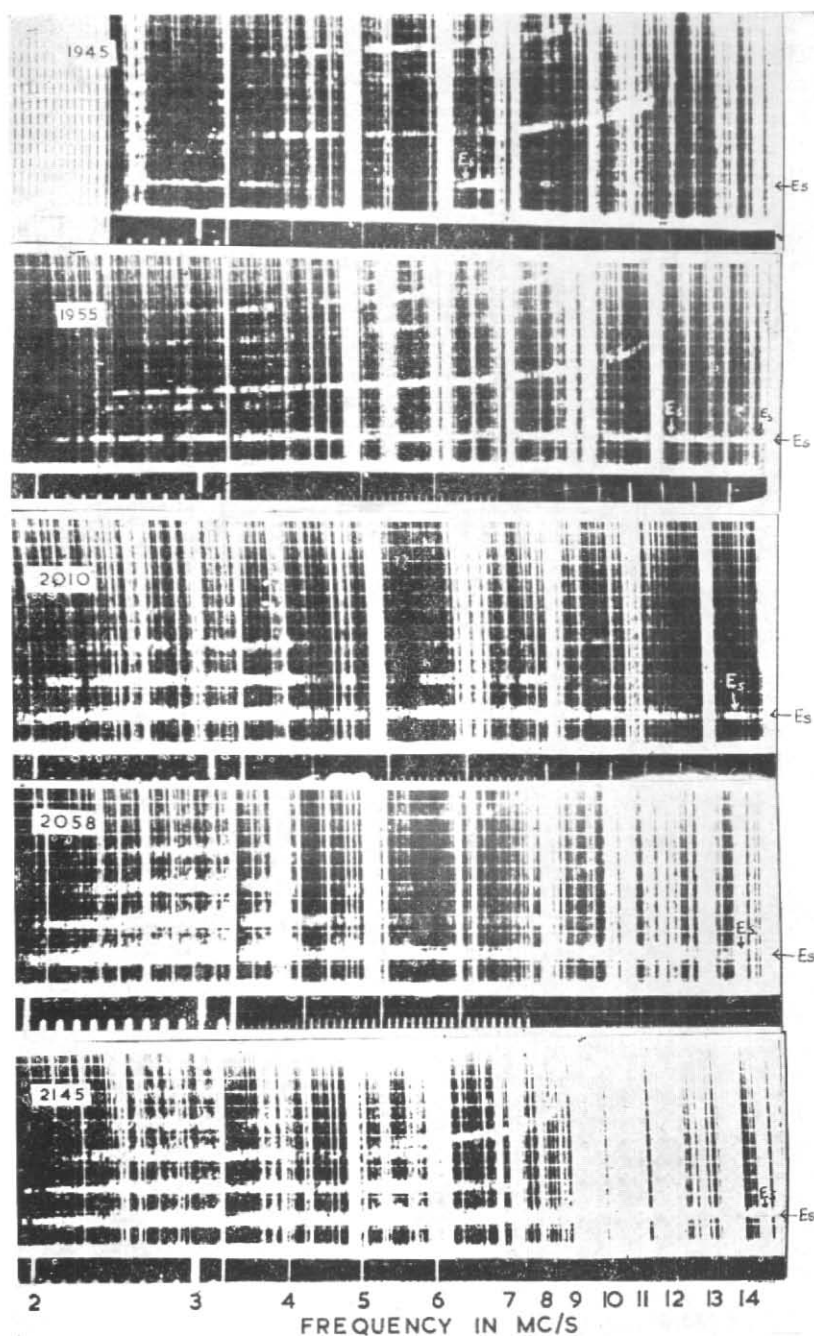 1945
Es
←Es
1955
Es
Es
←Es
2010
Es
←Es
2058
Es
←Es
2145
Es
←Es
2 3 4 5 6 7 8 9 10 11 12 13 14
FREQUENCY IN MC/S